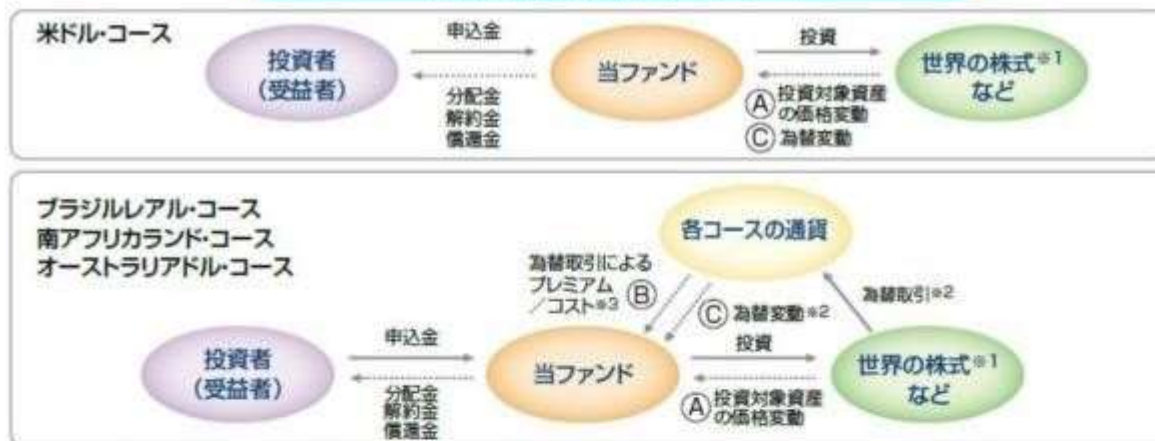 米ドル・コース
申込金
投資
投資者
(受益者)
当ファンド
世界の株式※1
など
分配金
解約金
償還金
Ⓐ投資対象資産
の価格変動
Ⓒ為替変動
ブラジルレアル・コース
南アフリカランド・コース
オーストラリアドル・コース
各コースの通貨
為替取引による
プレミアム
/コスト※3 Ⓑ
Ⓒ為替変動※2
為替取引※2
申込金
投資
投資者
(受益者)
当ファンド
世界の株式※1
など
分配金
解約金
償還金
Ⓐ投資対象資産
の価格変動